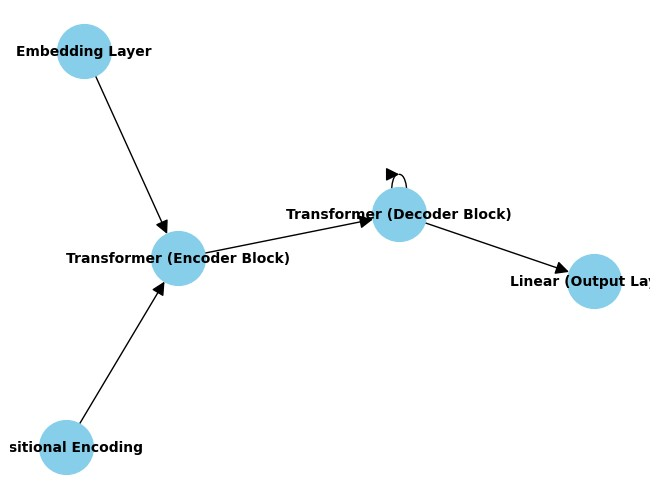 Embedding Layer
Transformer (Decoder Block)
Transformer (Encoder Block)
Linear (Output Lay
sitional Encoding